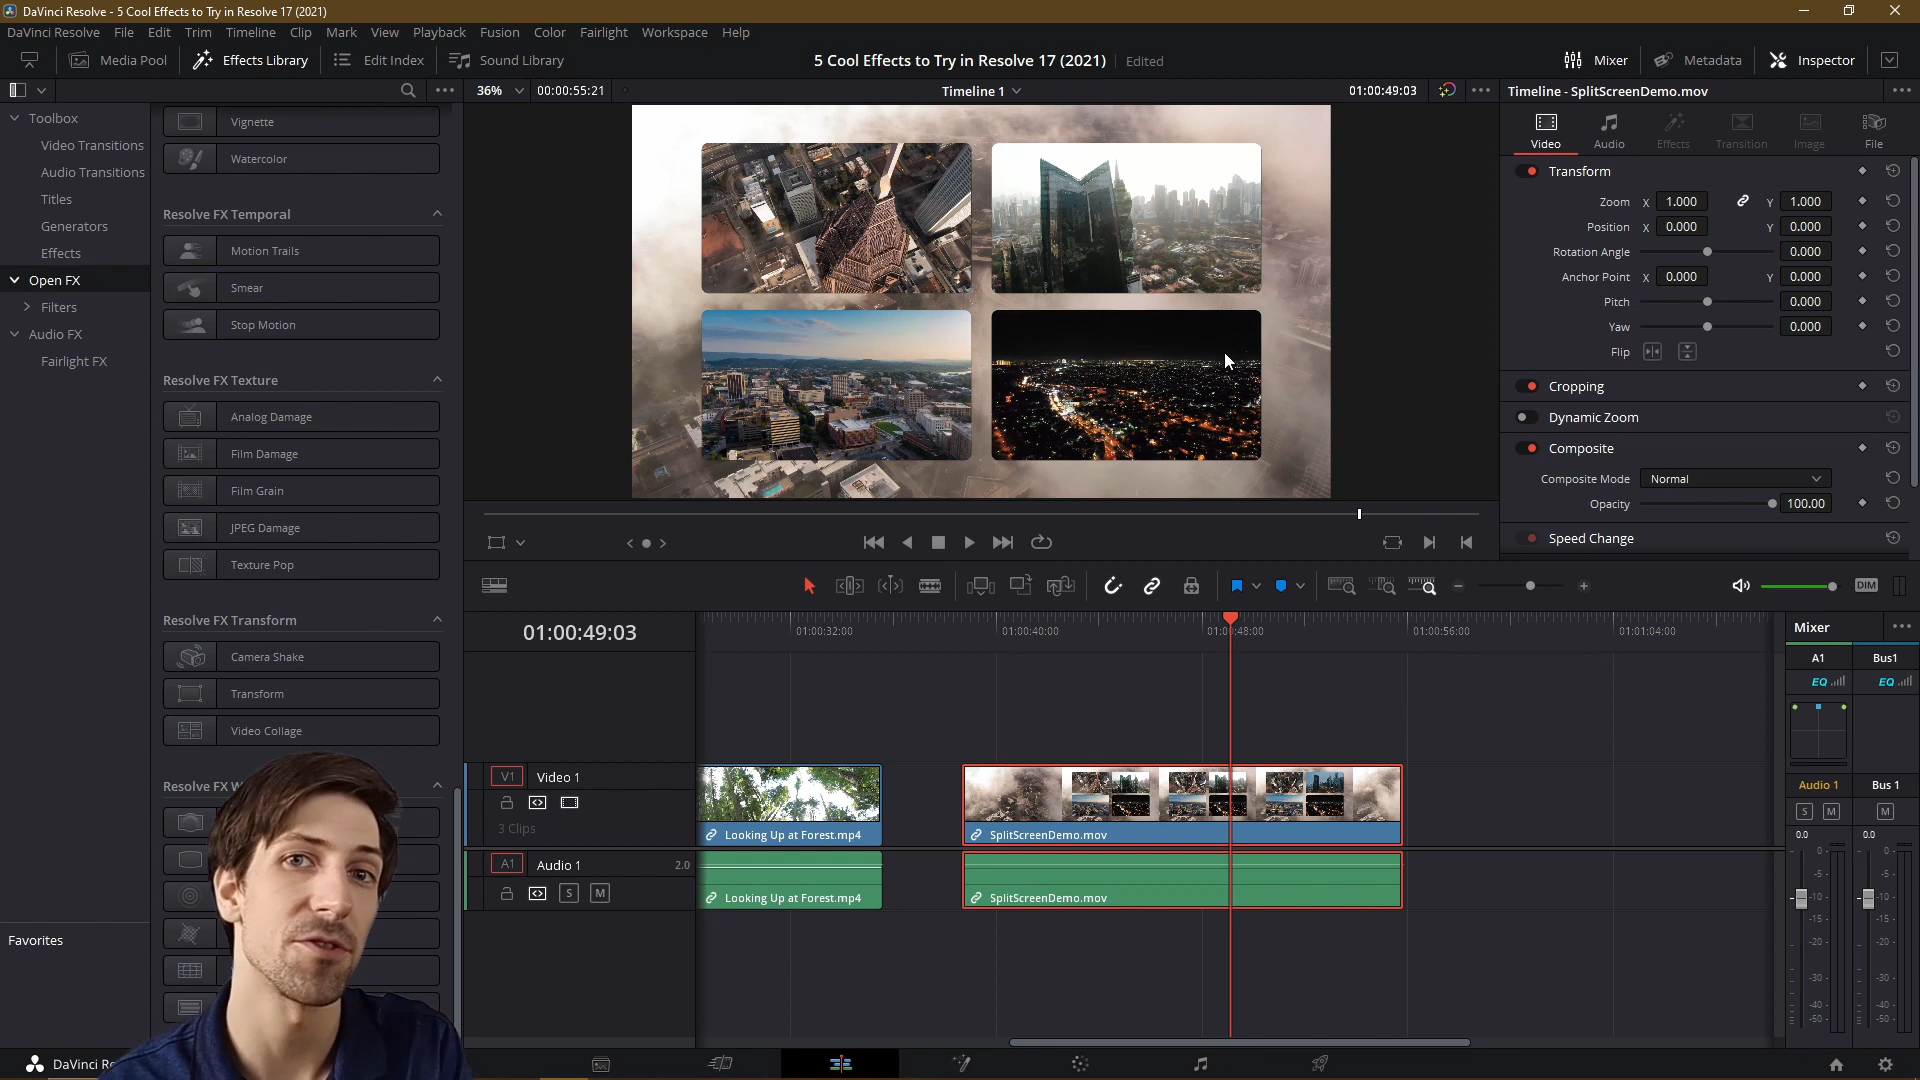 DaVinci Resolve - 5 Cool Effects to Try in Resolve 17 (2021)
DaVinci Resolve File Edit Trim Timeline Clip Mark View Playback Fusion Color Fairlight Workspace Help
Media Pool Effects Library Edit Index Sound Library 5 Cool Effects to Try in Resolve 17 (2021) Edited Mixer Metadata Inspector
36% 00:00:55:21 Timeline 1 01:00:49:03 Timeline - SplitScreenDemo.mov
Toolbox
Video Transitions
Audio Transitions
Titles
Generators
Effects
Open FX
Filters
Audio FX
Fairlight FX
Favorites
Vignette
Watercolor
Resolve FX Temporal
Motion Trails
Smear
Stop Motion
Resolve FX Texture
Analog Damage
Film Damage
Film Grain
JPEG Damage
Texture Pop
Resolve FX Transform
Camera Shake
Transform
Video Collage
Resolve FX W
Video Audio Effects Transition Image File
Transform
Zoom X 1.000 Y 1.000
Position X 0.000 Y 0.000
Rotation Angle 0.000
Anchor Point X 0.000 Y 0.000
Pitch 0.000
Yaw 0.000
Flip
Cropping
Dynamic Zoom
Composite
Composite Mode Normal
Opacity 100.00
Speed Change
DIM
01:00:49:03
01:00:32:00 01:00:40:00 01:00:48:00 01:00:56:00 01:01:04:00
V1 Video 1
3 Clips
Looking Up at Forest.mp4 SplitScreenDemo.mov
A1 Audio 1 2.0
S M
Looking Up at Forest.mp4 SplitScreenDemo.mov
Mixer
A1 Bus1
EQ EQ
Audio 1 Bus 1
S M M
0.0 0.0
0- 0-
-5- -5-
-10- -10-
-15- -15-
-20- -20-
-30- -30-
-40- -40-
-50- -50-
DaVinci Re